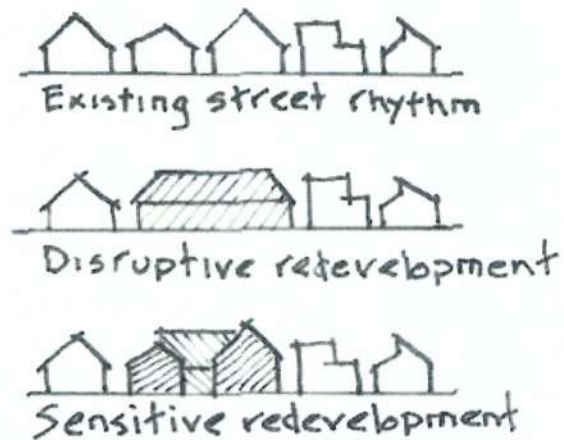 Existing street rhythm
Disruptive redevelopment
Sensitive redevelopment